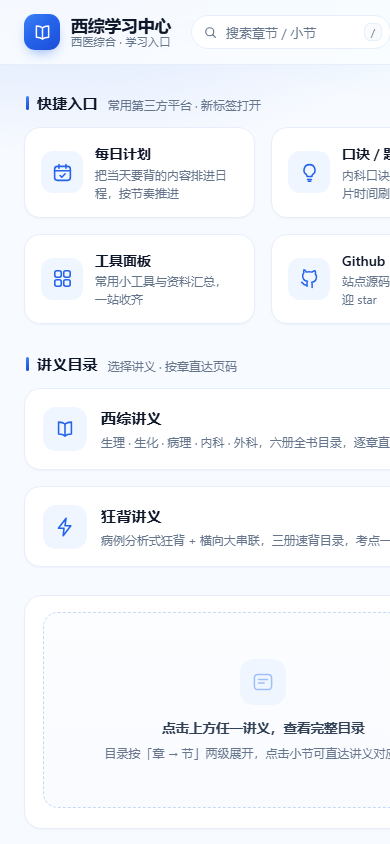 西综学习中心
西医综合 · 学习入口
搜索章节 / 小节
/
快捷入口 常用第三方平台 · 新标签打开
每日计划
把当天要背的内容排进日
程，按节奏推进
口诀 /
内科口诀
片时间刷
工具面板
常用小工具与资料汇总，
一站收齐
Github
站点源码
迎 star
讲义目录 选择讲义 · 按章直达页码
西综讲义
生理 · 生化 · 病理 · 内科 · 外科，六册全书目录，逐章直
狂背讲义
病例分析式狂背 + 横向大串联，三册速背目录，考点一
点击上方任一讲义，查看完整目录
目录按「章 → 节」两级展开，点击小节可直达讲义对应